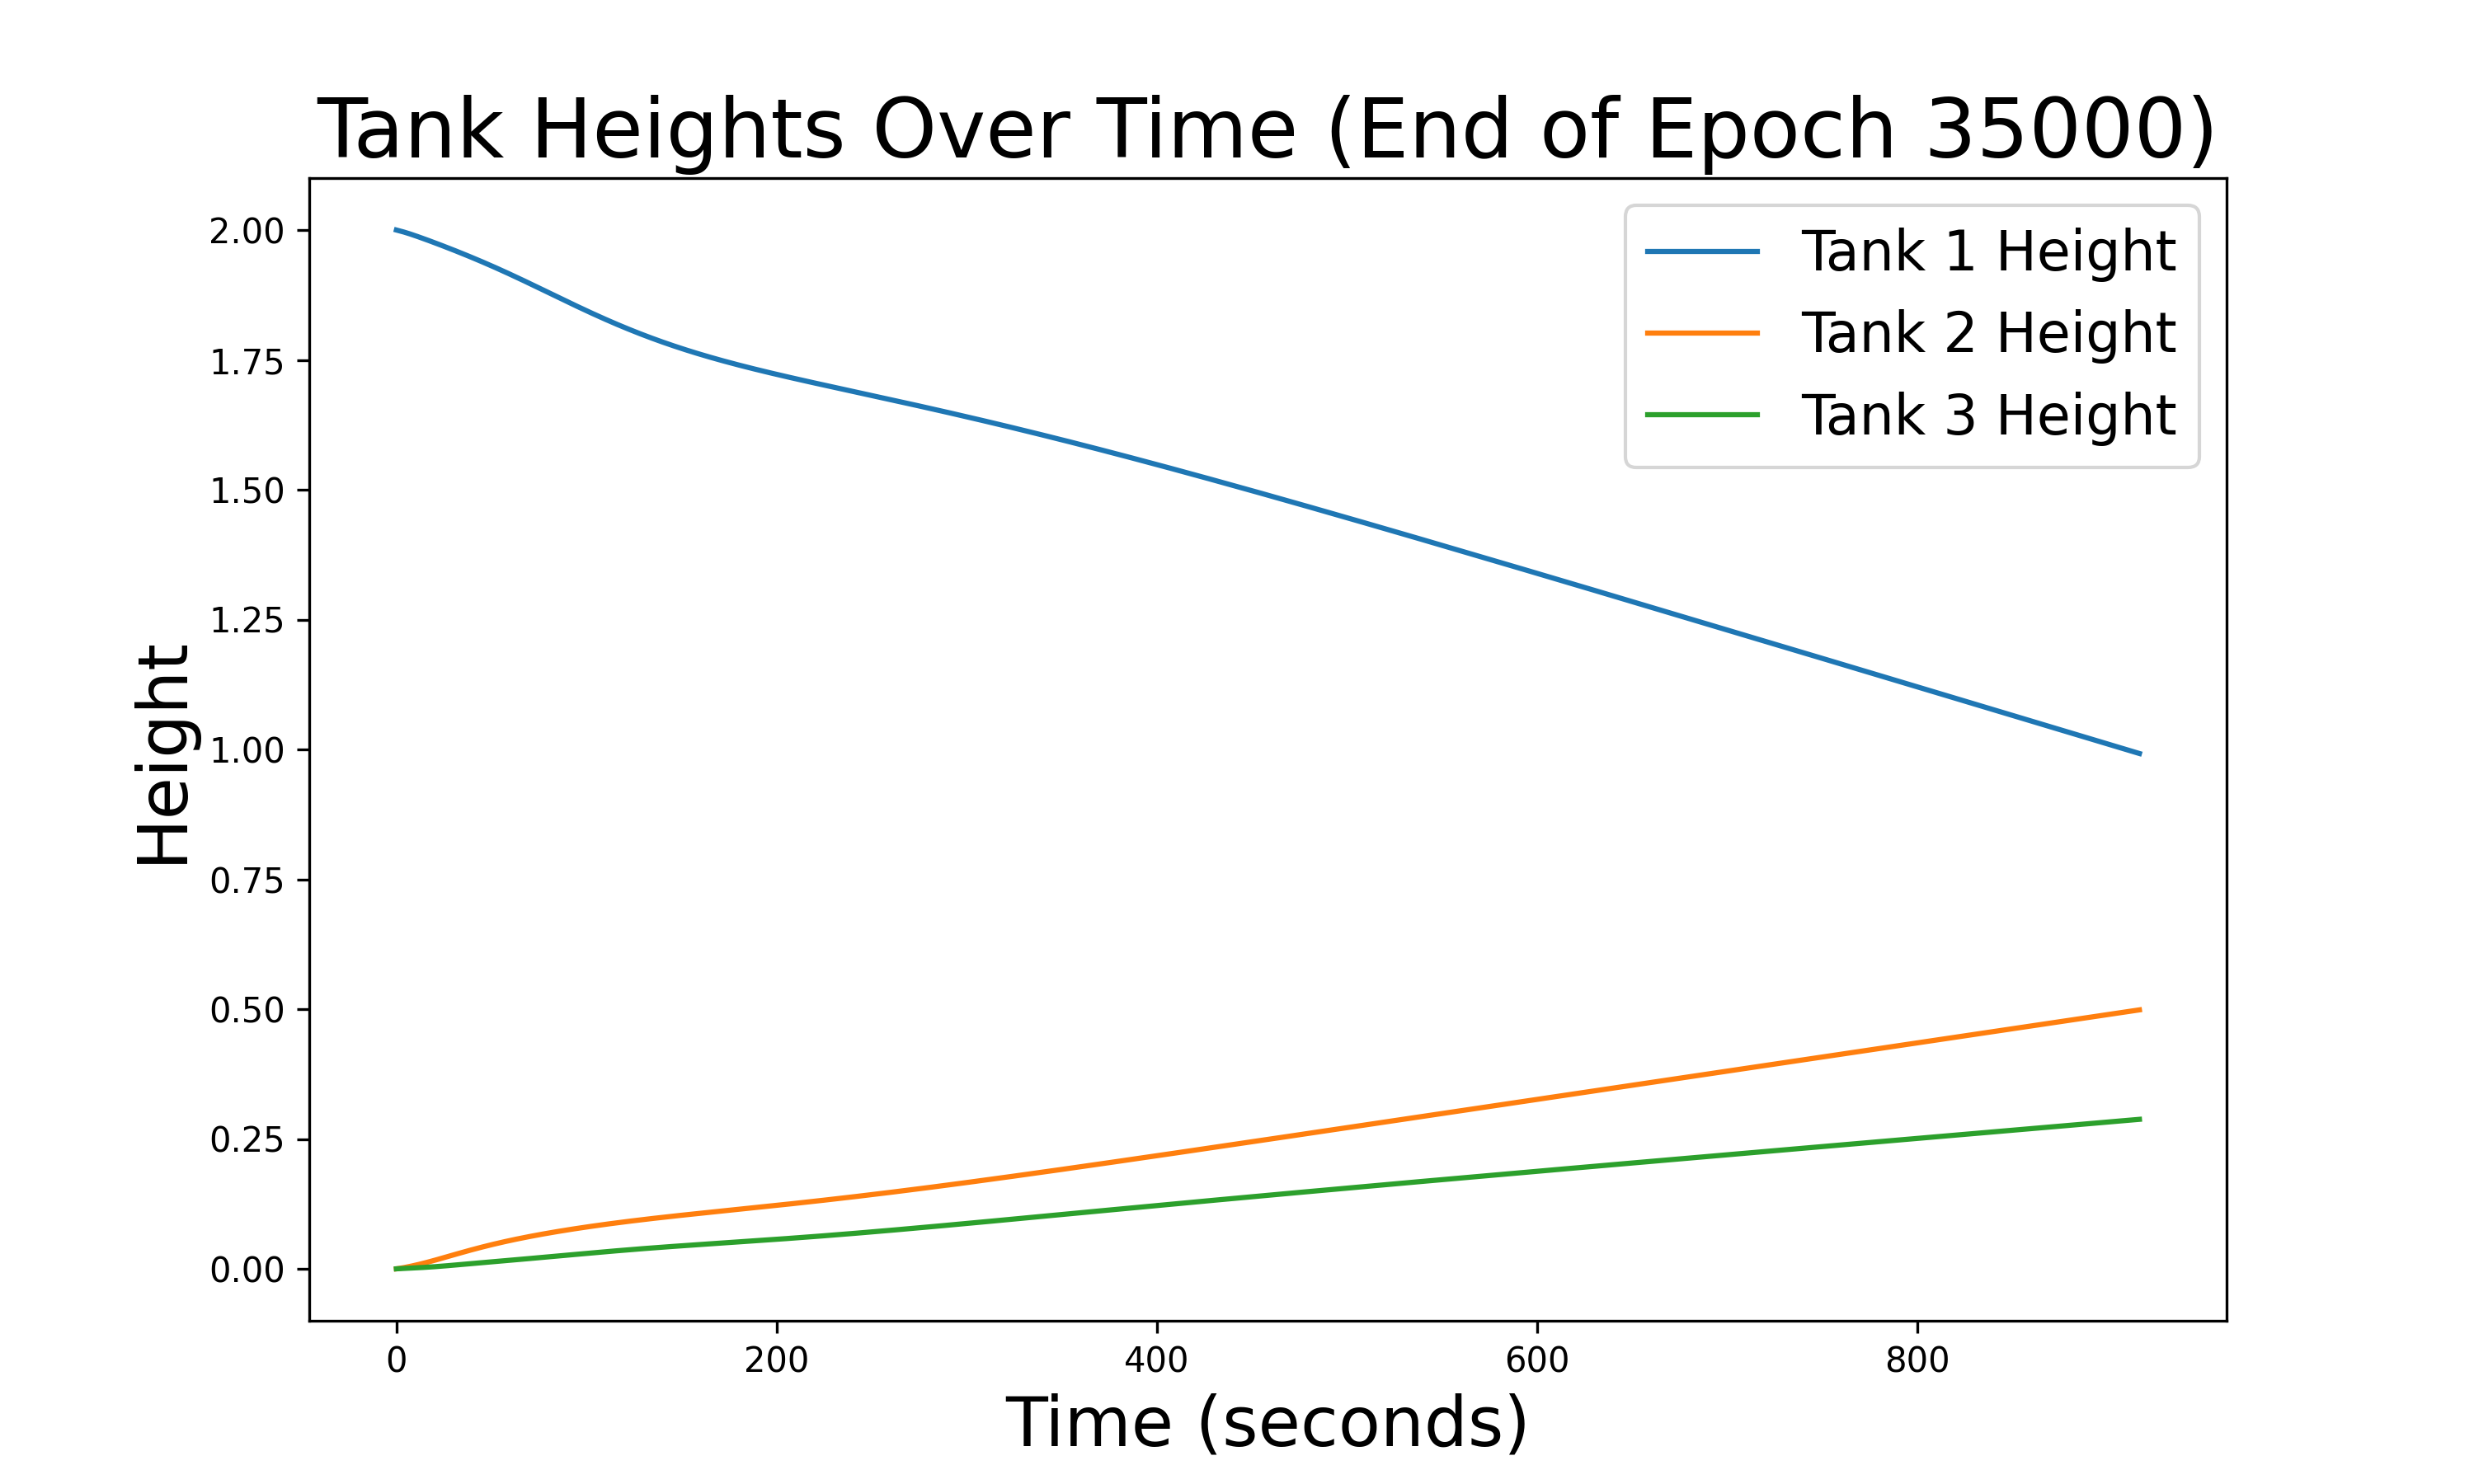 Tank Heights Over Time (End of Epoch 35000)
Tank 1 Height
Tank 2 Height
Tank 3 Height
Height
2.00
1.75
1.50
1.25
1.00
0.75
0.50
0.25
0.00
0 200 400 600 800
Time (seconds)